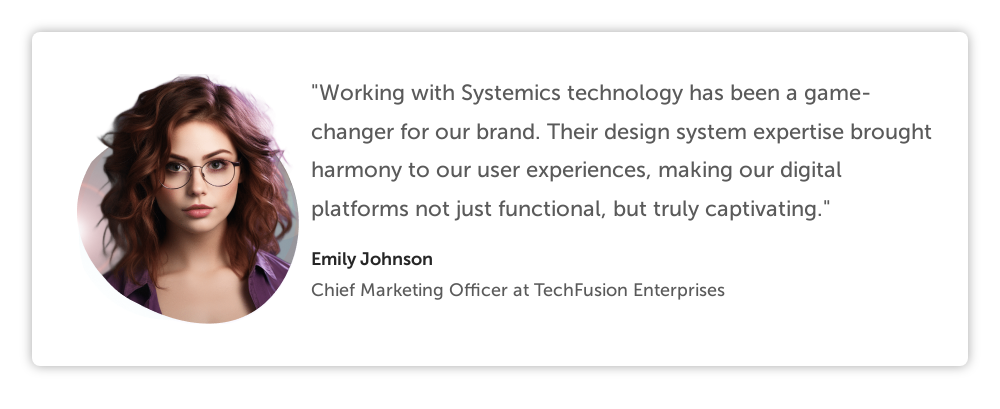 "Working with Systemics technology has been a game-
changer for our brand. Their design system expertise brought
harmony to our user experiences, making our digital
platforms not just functional, but truly captivating."
Emily Johnson
Chief Marketing Officer at TechFusion Enterprises